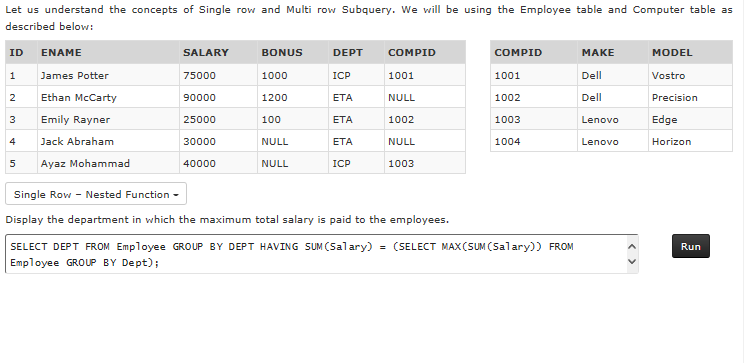 Let us understand the concepts of Single row and Multi row Subquery. We will be using the Employee table and Computer table as
described below:
ID ENAME SALARY BONUS DEPT COMPID
1 James Potter 75000 1000 ICP 1001
2 Ethan McCarty 90000 1200 ETA NULL
3 Emily Rayner 25000 100 ETA 1002
4 Jack Abraham 30000 NULL ETA NULL
5 Ayaz Mohammad 40000 NULL ICP 1003
COMPID MAKE MODEL
1001 Dell Vostro
1002 Dell Precision
1003 Lenovo Edge
1004 Lenovo Horizon
Single Row – Nested Function
Display the department in which the maximum total salary is paid to the employees.
SELECT DEPT FROM Employee GROUP BY DEPT HAVING SUM(Salary) = (SELECT MAX(SUM(Salary)) FROM
Employee GROUP BY Dept);
Run